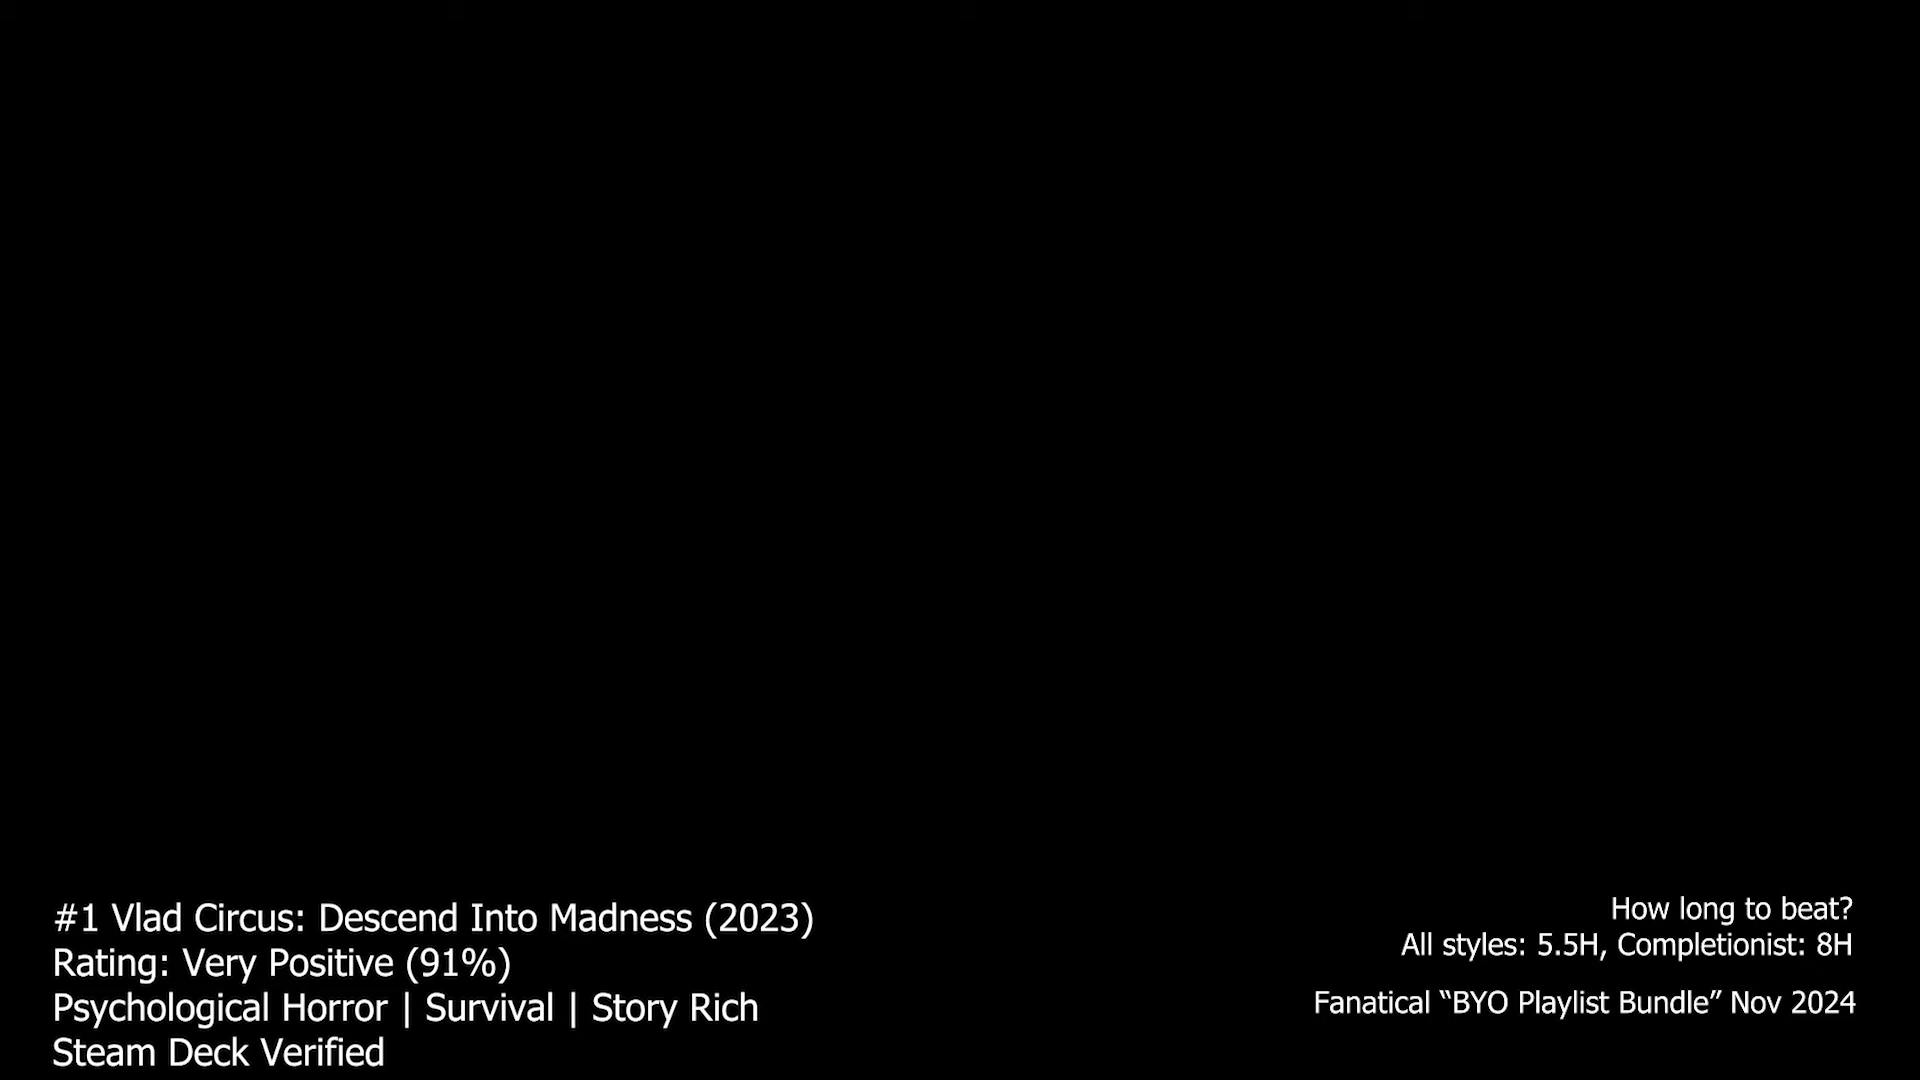 #1 Vlad Circus: Descend Into Madness (2023)
Rating: Very Positive (91%)
Psychological Horror | Survival | Story Rich
Steam Deck Verified
How long to beat?
All styles: 5.5H, Completionist: 8H
Fanatical “BYO Playlist Bundle” Nov 2024